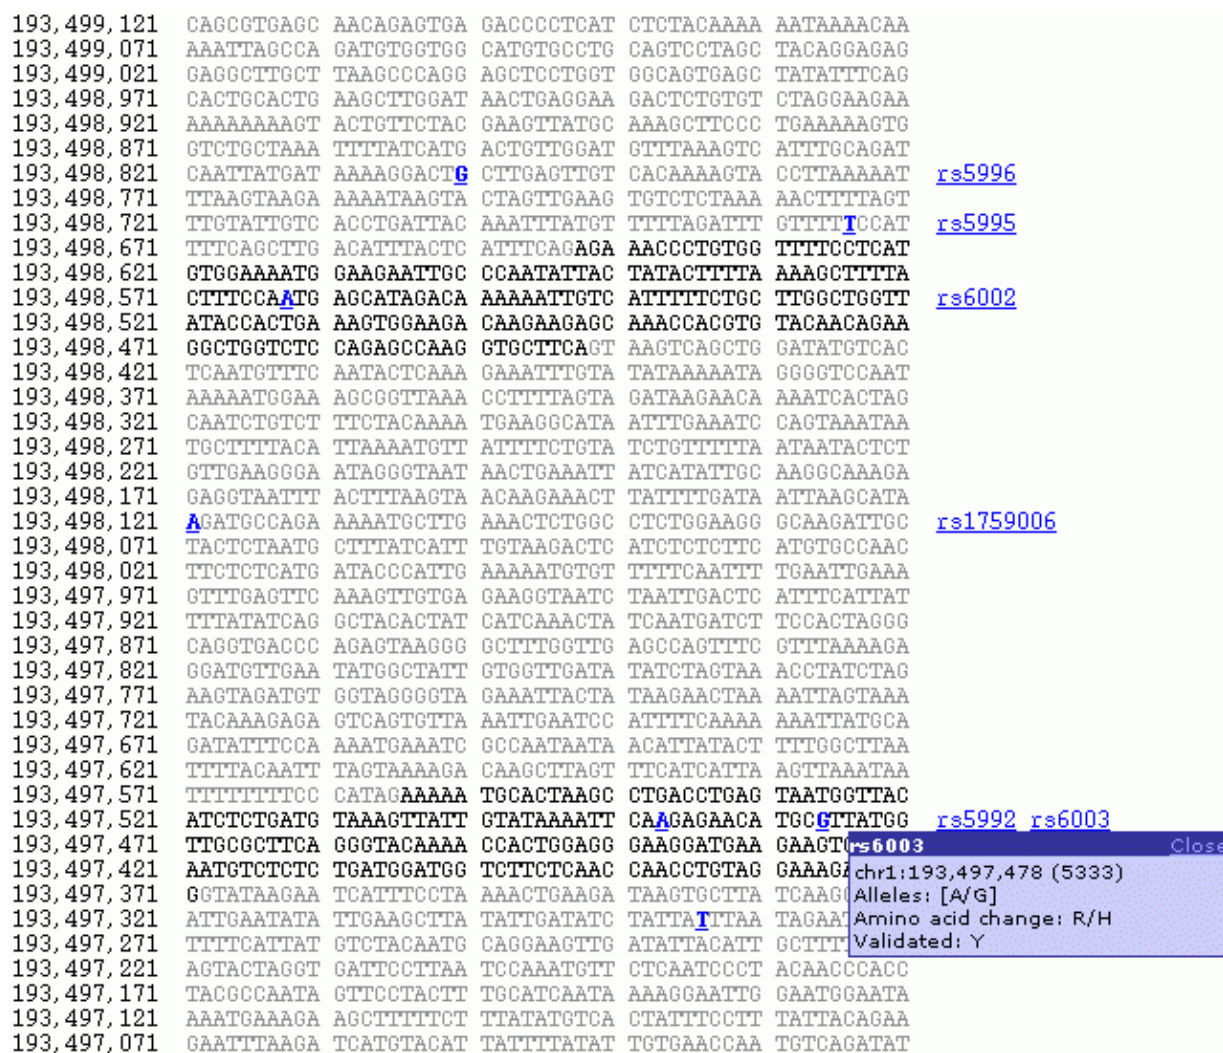 193,499,121 CAGCGTGAGC AACAGAGTGA GACCCCTCAT CTCTACAAAA AATAAAACAA
193,499,071 AAATTAGCCA GATGTGGTGG CATGTGCCTG CAGTCCTAGC TACAGGAGAG
193,499,021 GAGGCTTGCT TAAGCCCAGG AGCTCCTGGT GGCAGTGAGC TATATTTCAG
193,498,971 CACTGCACTG AAGCTTGGAT AACTGAGGAA GACTCTGTGT CTAGGAAGAA
193,498,921 AAAAAAAAGT ACTGTTCTAC GAAGTTATGC AAAGCTTCCC TGAAAAAGTG
193,498,871 GTCTGCTAAA TTTTATCATG ACTGTTGGAT GTTTAAAGTC ATTTGCAGAT
193,498,821 CAATTATGAT AAAAGGACTG CTTGAGTTGT CACAAAAGTA CCTTAAAAAT rs5996
193,498,771 TTAAGTAAGA AAAATAAGTA CTAGTTGAAG TGTCTCTAAA AACTTTTAGT
193,498,721 TTGTATTGTC ACCTGATTAC AAATTTATGT TTTTAGATTT GTTTTTCCAT rs5995
193,498,671 TTTCAGCTTG ACATTTACTC ATTTCAGAGA AACCCTGTGG TTTTCCTCAT
193,498,621 GTGGAAAATG GAAGAATTGC CCAATATTAC TATACTTTTA AAAGCTTTTA
193,498,571 CTTTCCAATG AGCATAGACA AAAAATTGTC ATTTTTCTGC TTGGCTGGTT rs6002
193,498,521 ATACCACTGA AAGTGGAAGA CAAGAAGAGC AAACCACGTG TACAACAGAA
193,498,471 GGCTGGTCTC CAGAGCCAAG GTGCTTCAGT AAGTCAGCTG GATATGTCAC
193,498,421 TCAATGTTTC AATACTCAAA GAAATTTGTA TATAAAAATA GGGGTCCAAT
193,498,371 AAAAATGGAA AGCGGTTAAA CCTTTTACTA GATAAGAACA AAATCACTAG
193,498,321 CAATCTGTCT TTCTACAAAA TGAAGGCATA ATTTGAAATC CAGTAAATAA
193,498,271 TGCTTTTACA TTAAAATGTT ATTTTCTGTA TCTGTTTTTA ATAATACTCT
193,498,221 GTTGAAGGGA ATAGGGTAAT AACTGAAATT ATCATATTGC AAGGCAAAGA
193,498,171 GAGGTAATTT ACTTTAAGTA ACAAGAAACT TATTTTGATA ATTAAGCATA
193,498,121 AGATGCCAGA AAAATGCTTG AAACTCTGGC CTCTGGAAGG GCAAGATTGC rs1759006
193,498,071 TACTCTAATG CTTTATCATT TGTAAGACTC ATCTCTCTTC ATGTGCCAAC
193,498,021 TTCTCTCATG ATACCCATTG AAAAATGTGT TTTTCAATTT TGAATTGAAA
193,497,971 GTTTGAGTTC AAAGTTGTGA GAAGGTAATC TAATTGACTC ATTTCATTAT
193,497,921 TTTATATCAG GCTACACTAT CATCAAACTA TCAATGATCT TCCACTAGGG
193,497,871 CAGGTGACCC AGAGTAAGGG GCTTTGGTTG AGCCAGTTTC GTTTAAAAGA
193,497,821 GGATGTTGAA TATGGCTATT GTGGTTGATA TATCTAGTAA ACCTATCTAG
193,497,771 AAGTAGATGT GGTAGGGGTA GAAATTACTA TAAGAACTAA AATTAGTAAA
193,497,721 TACAAAGAGA GTCAGTGTTA AATTGAATCC ATTTTCAAAA AAATTATGCA
193,497,671 GATATTTCCA AAATGAAATC GCCAATAATA ACATTATACT TTTGGCTTAA
193,497,621 TTTTACAATT TAGTAAAAGA CAAGCTTAGT TTCATCATTA AGTTAAATAA
193,497,571 TTTTTTTTCC CATAGAAAAA TGCACTAAGC CTGACCTGAG TAATGGTTAC
193,497,521 ATCTCTGATG TAAAGTTATT GTATAAAATT CAAGAGAACA TGCGTTATGG rs5992 rs6003
193,497,471 TTGCGCTTCA GGGTACAAAA CCACTGGAGG GAAGGATGAA GAAGTG
193,497,421 AATGTCTCTC TGATGGATGG TCTTCTCAAC CAACCTGTAG GAAAGA
193,497,371 GGTATAAGAA TCATTTCCTA AAACTGAAGA TAAGTGCTTA TCAAGC
193,497,321 ATTGAATATA TTGAAGCTTA TATTGATATC TATTATTTAA TAGAAT
193,497,271 TTTTCATTAT GTCTACAATG CAGGAAGTTG ATATTACATT GCTTTT
193,497,221 AGTACTAGGT GATTCCTTAA TCCAAATGTT CTCAATCCCT ACAACCCACC
193,497,171 TACGCCAATA GTTCCTACTT TGCATCAATA AAAGGAATTG GAATGGAATA
193,497,121 AAATGAAAGA AGCTTTTTCT TTATATGTCA CTATTTCCTT TATTACAGAA
193,497,071 GAATTTAAGA TCATGTACAT TATTTTATAT TGTGAACCAA TGTCAGATAT
rs6003 Close
chr1:193,497,478 (5333)
Alleles: [A/G]
Amino acid change: R/H
Validated: Y